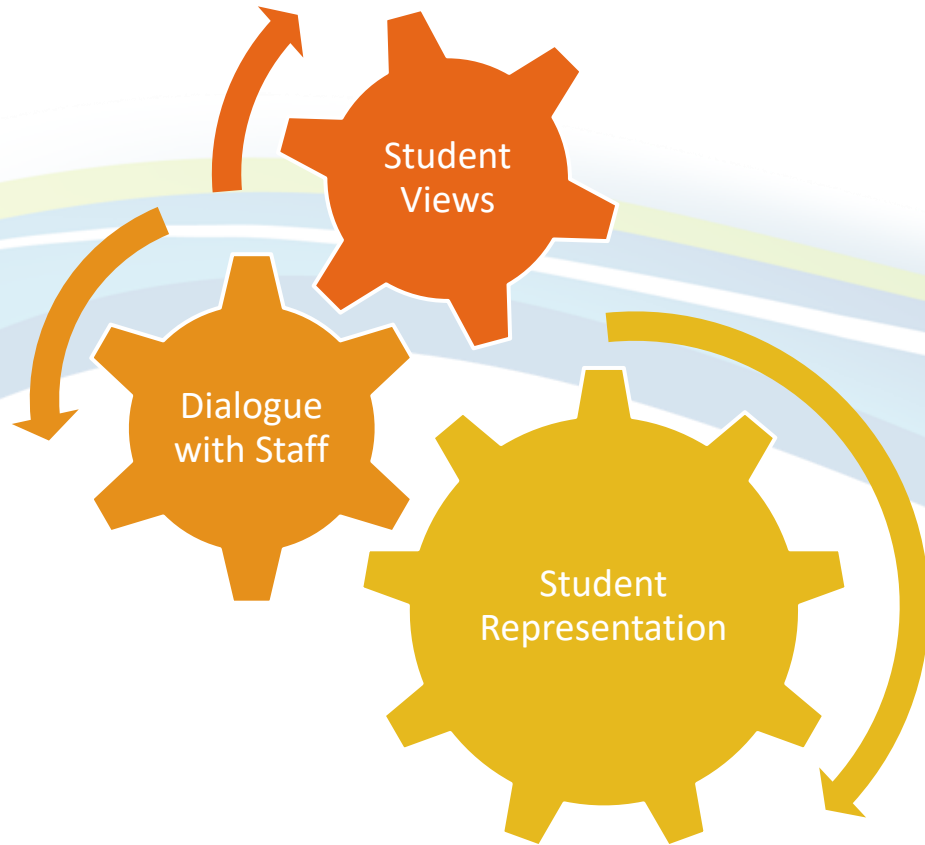 Student
Views
Dialogue
with Staff
Student
Representation